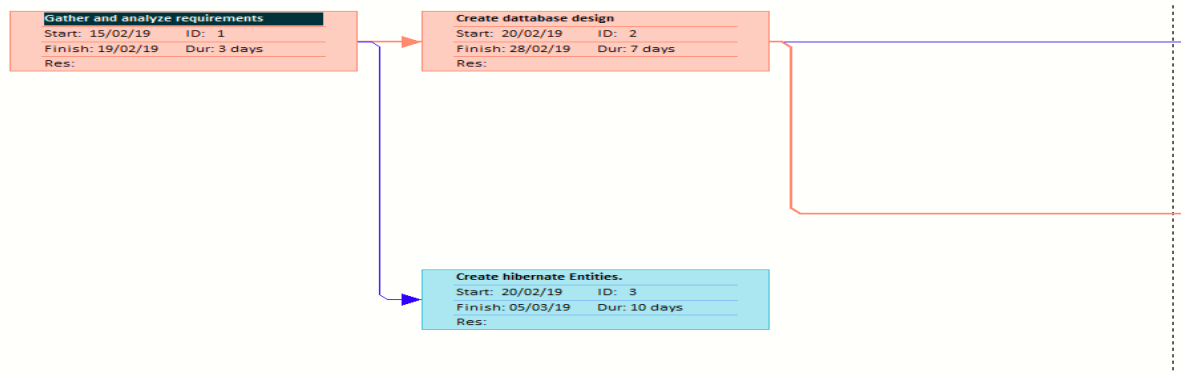 Gather and analyze requirements
Start: 15/02/19 ID: 1
Finish: 19/02/19 Dur: 3 days
Res:
Create dattabase design
Start: 20/02/19 ID: 2
Finish: 28/02/19 Dur: 7 days
Res:
Create hibernate Entities.
Start: 20/02/19 ID: 3
Finish: 05/03/19 Dur: 10 days
Res: